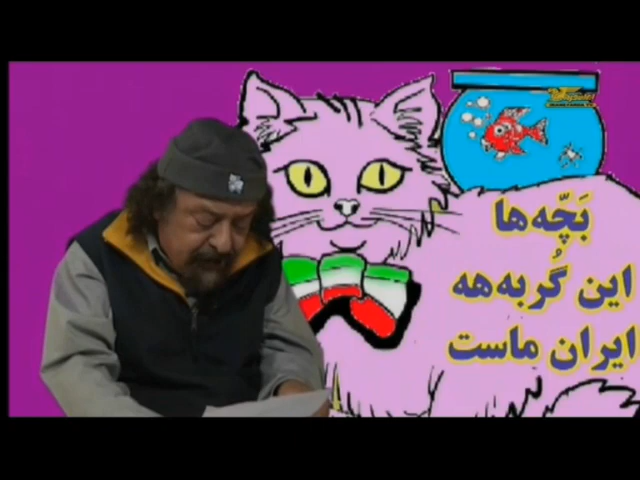 بَچّه‌ها
این گُربه‌هه
ایران ماست